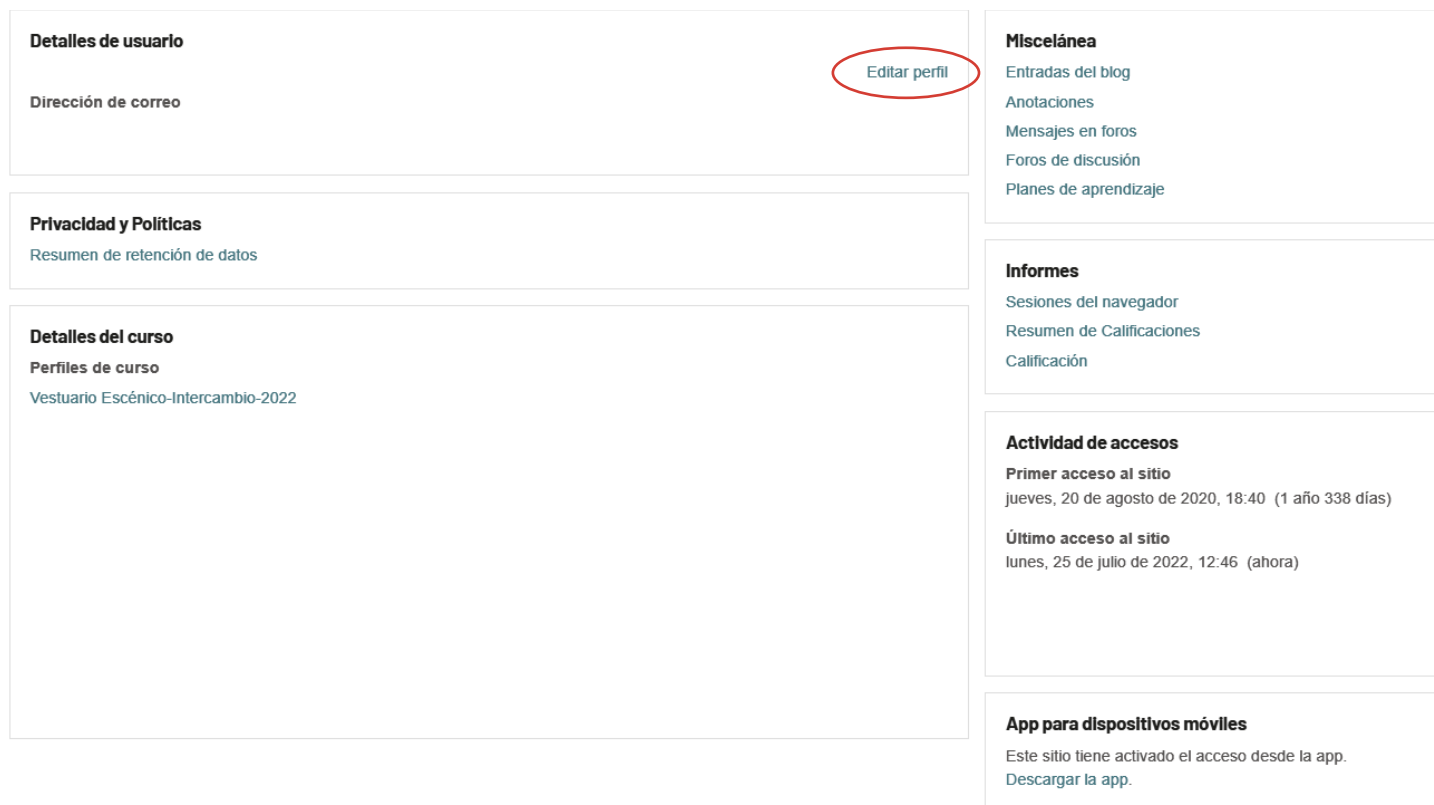 Detalles de usuario
Editar perfil
Dirección de correo
Privacidad y Políticas
Resumen de retención de datos
Detalles del curso
Perfiles de curso
Vestuario Escénico-Intercambio-2022
Miscelánea
Entradas del blog
Anotaciones
Mensajes en foros
Foros de discusión
Planes de aprendizaje
Informes
Sesiones del navegador
Resumen de Calificaciones
Calificación
Actividad de accesos
Primer acceso al sitio
jueves, 20 de agosto de 2020, 18:40 (1 año 338 días)
Último acceso al sitio
lunes, 25 de julio de 2022, 12:46 (ahora)
App para dispositivos móviles
Este sitio tiene activado el acceso desde la app.
Descargar la app.